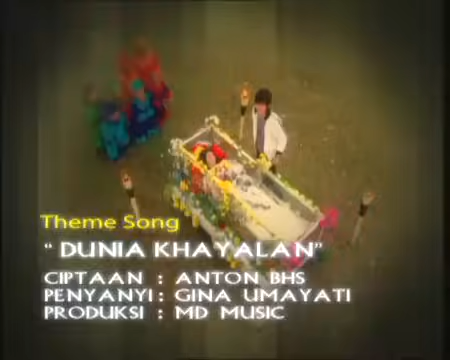 Theme Song
“ DUNIA KHAYALAN”
CIPTAAN : ANTON BHS
PENYANYI : GINA UMAYATI
PRODUKSI : MD MUSIC